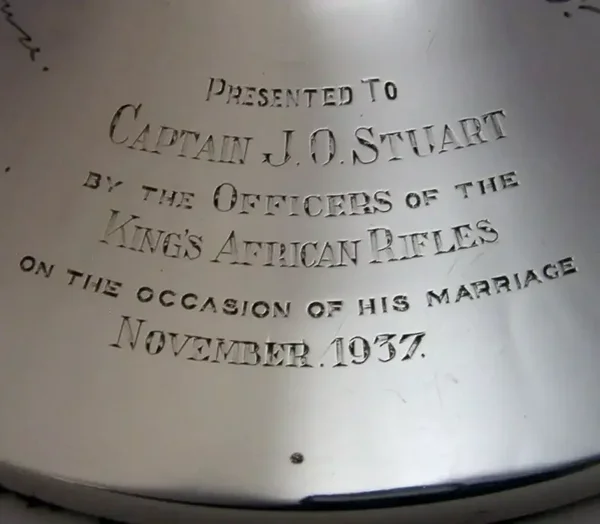 PRESENTED TO
CAPTAIN J.O. STUART
BY THE OFFICERS OF THE
KING'S AFRICAN RIFLES
ON THE OCCASION OF HIS MARRIAGE
NOVEMBER. 1937.